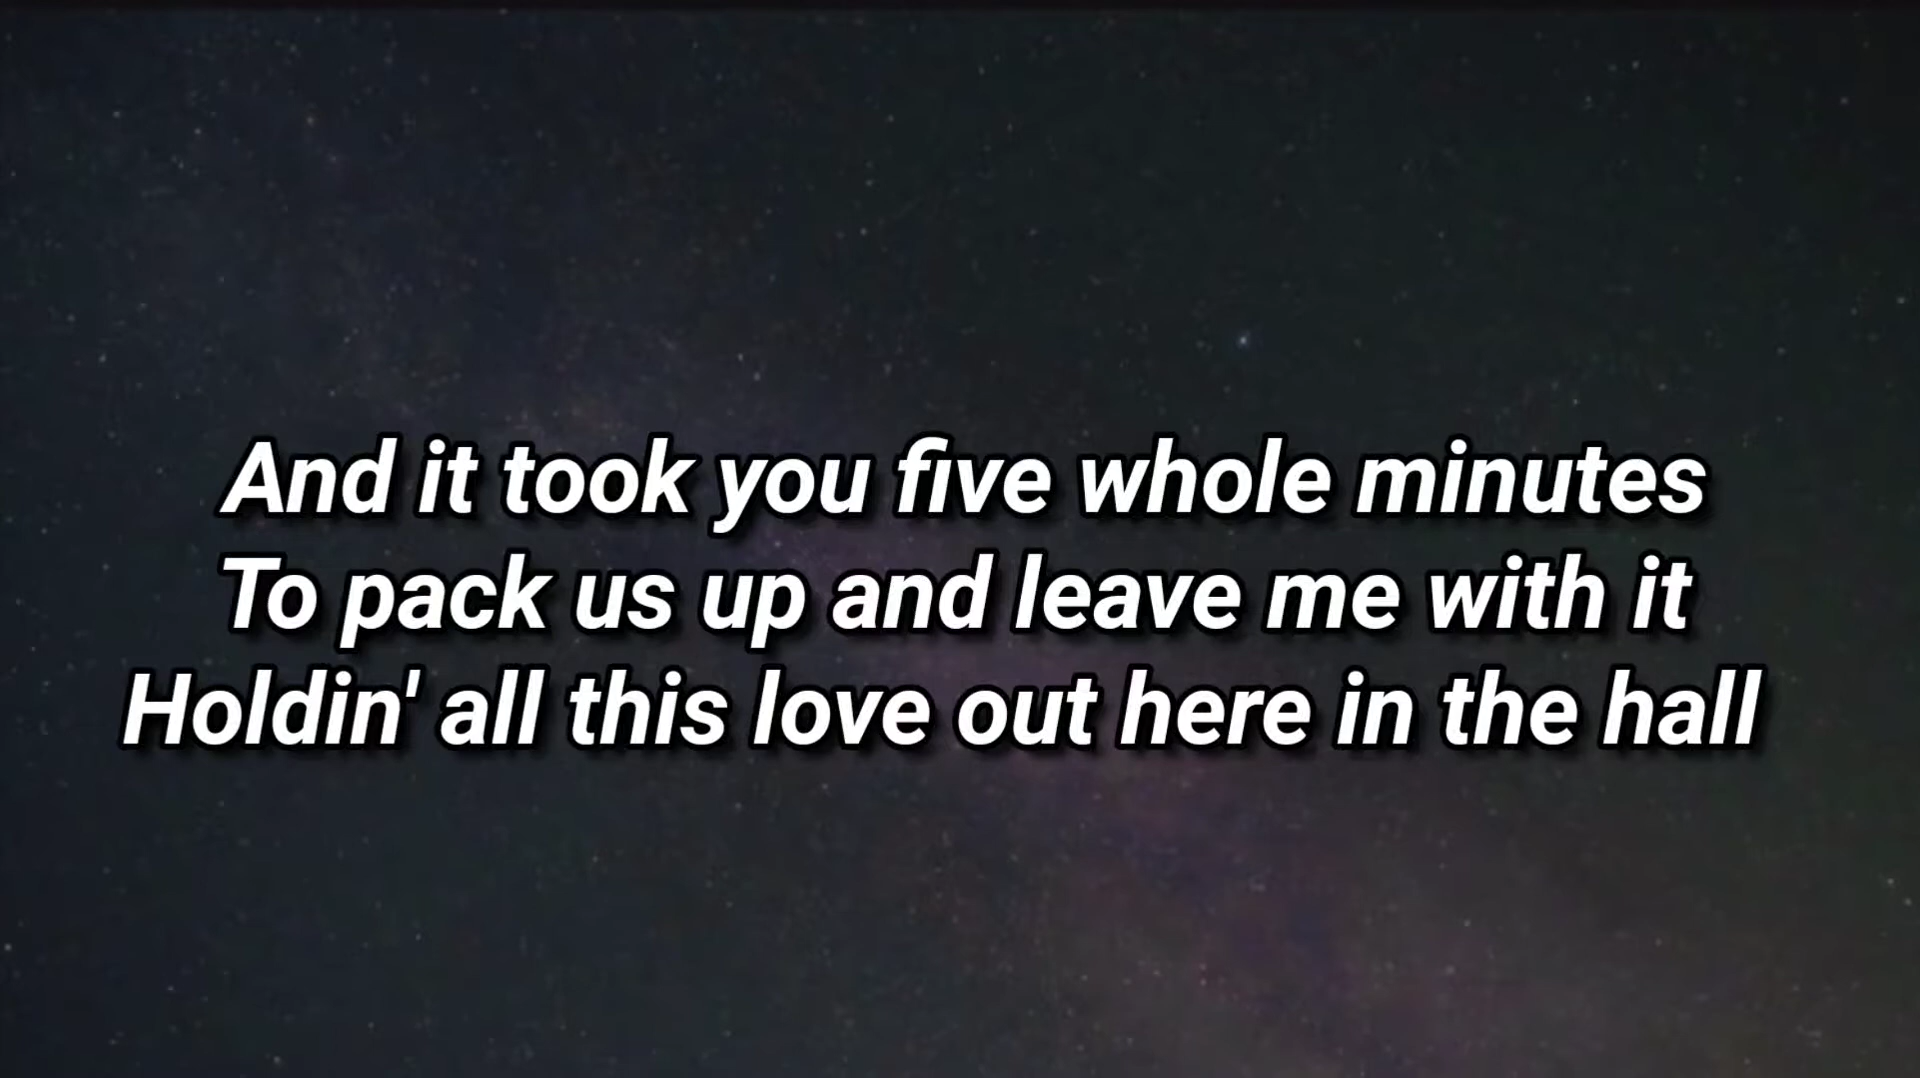 And it took you five whole minutes
To pack us up and leave me with it
Holdin' all this love out here in the hall